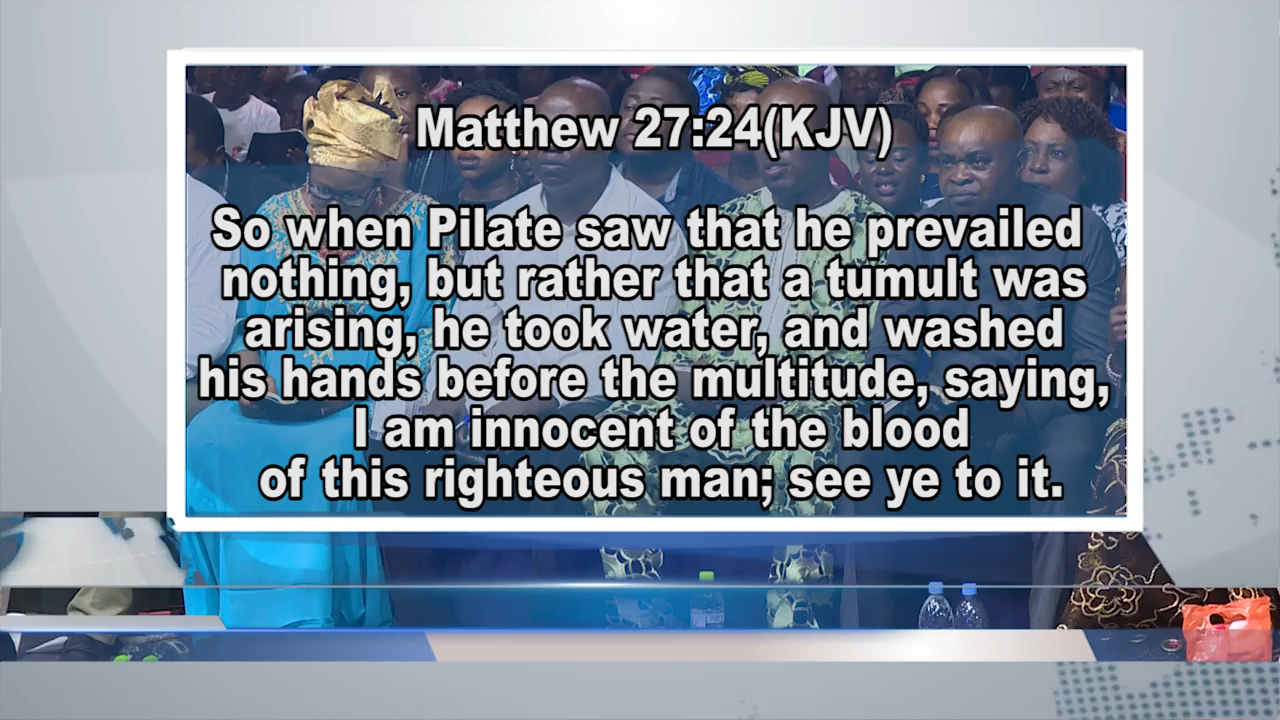 Matthew 27:24(KJV)
So when Pilate saw that he prevailed
nothing, but rather that a tumult was
arising, he took water, and washed
his hands before the multitude, saying,
I am innocent of the blood
of this righteous man; see ye to it.